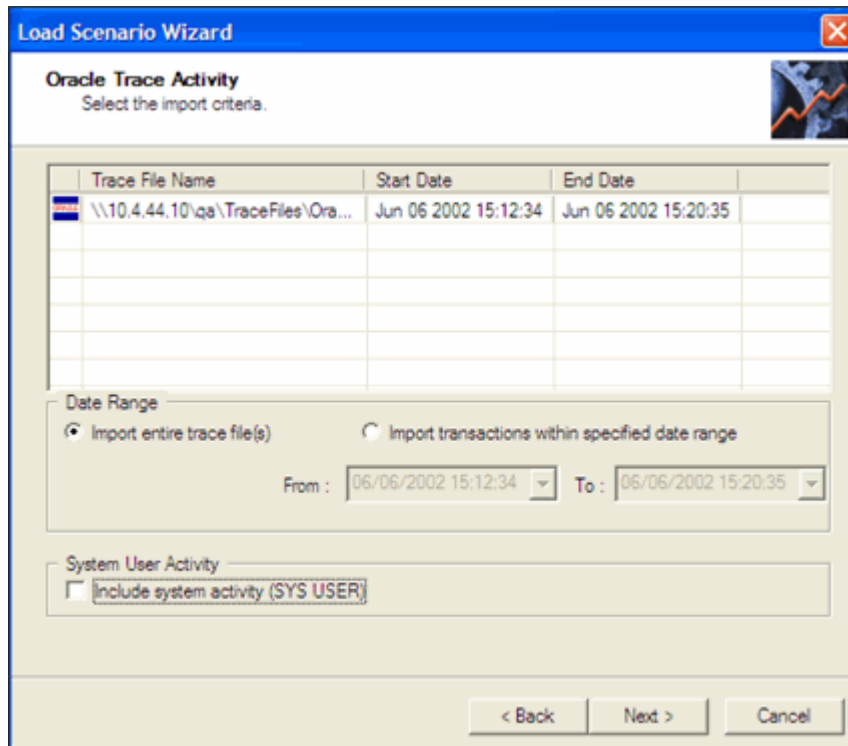 Load Scenario Wizard
Oracle Trace Activity
Select the import criteria.
Trace File Name Start Date End Date
\\10.4.44.10\qa\TraceFiles\Ora... Jun 06 2002 15:12:34 Jun 06 2002 15:20:35
Date Range
Import entire trace file(s) Import transactions within specified date range
From : 06/06/2002 15:12:34 To : 06/06/2002 15:20:35
System User Activity
Include system activity (SYS USER)
< Back Next > Cancel